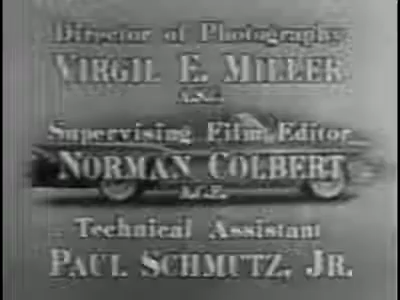 Director of Photography
VIRGIL E. MILLER
A.S.C.
Supervising Film Editor
NORMAN COLBERT
A.C.E.
Technical Assistant
PAUL SCHMUTZ, JR.